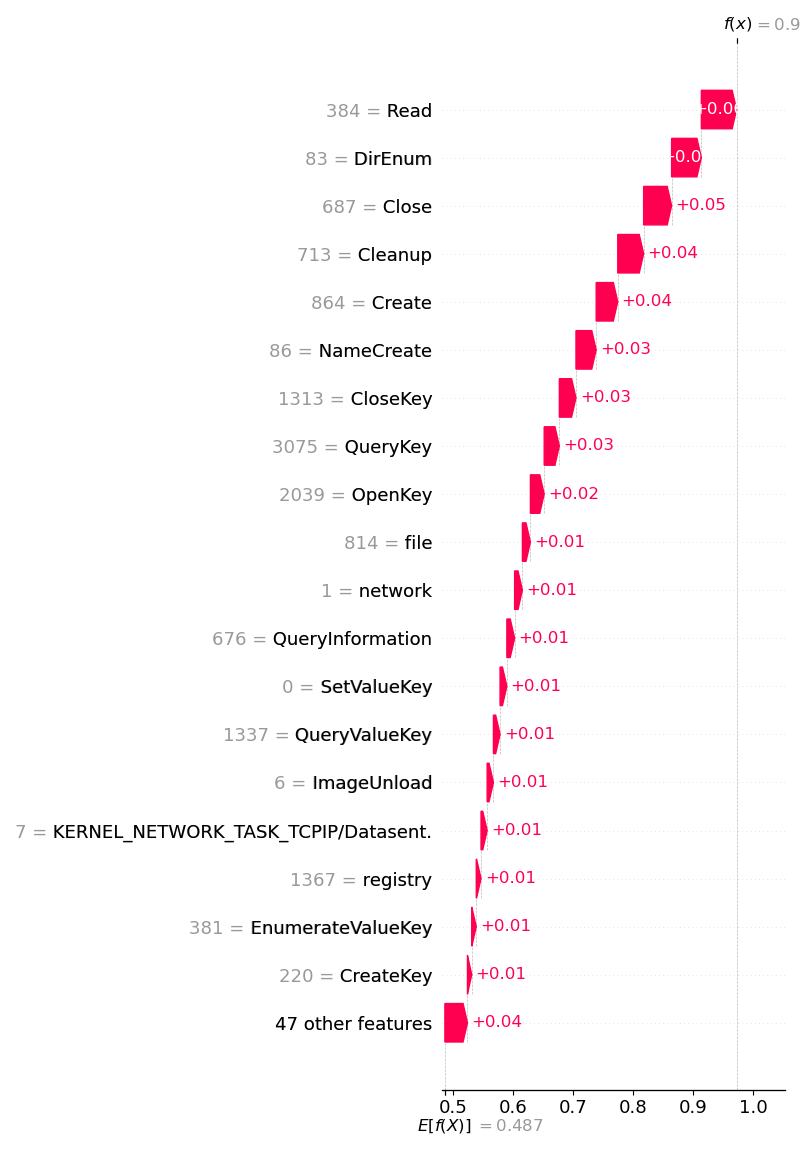 f(x) = 0.9
384 = Read
83 = DirEnum
687 = Close +0.05
713 = Cleanup +0.04
864 = Create +0.04
86 = NameCreate +0.03
1313 = CloseKey +0.03
3075 = QueryKey +0.03
2039 = OpenKey +0.02
814 = file +0.01
1 = network +0.01
676 = QueryInformation +0.01
0 = SetValueKey +0.01
1337 = QueryValueKey +0.01
6 = ImageUnload +0.01
7 = KERNEL_NETWORK_TASK_TCPIP/Datasent. +0.01
1367 = registry +0.01
381 = EnumerateValueKey +0.01
220 = CreateKey +0.01
47 other features +0.04
0.5 0.6 0.7 0.8 0.9 1.0
E[f(X)] = 0.487